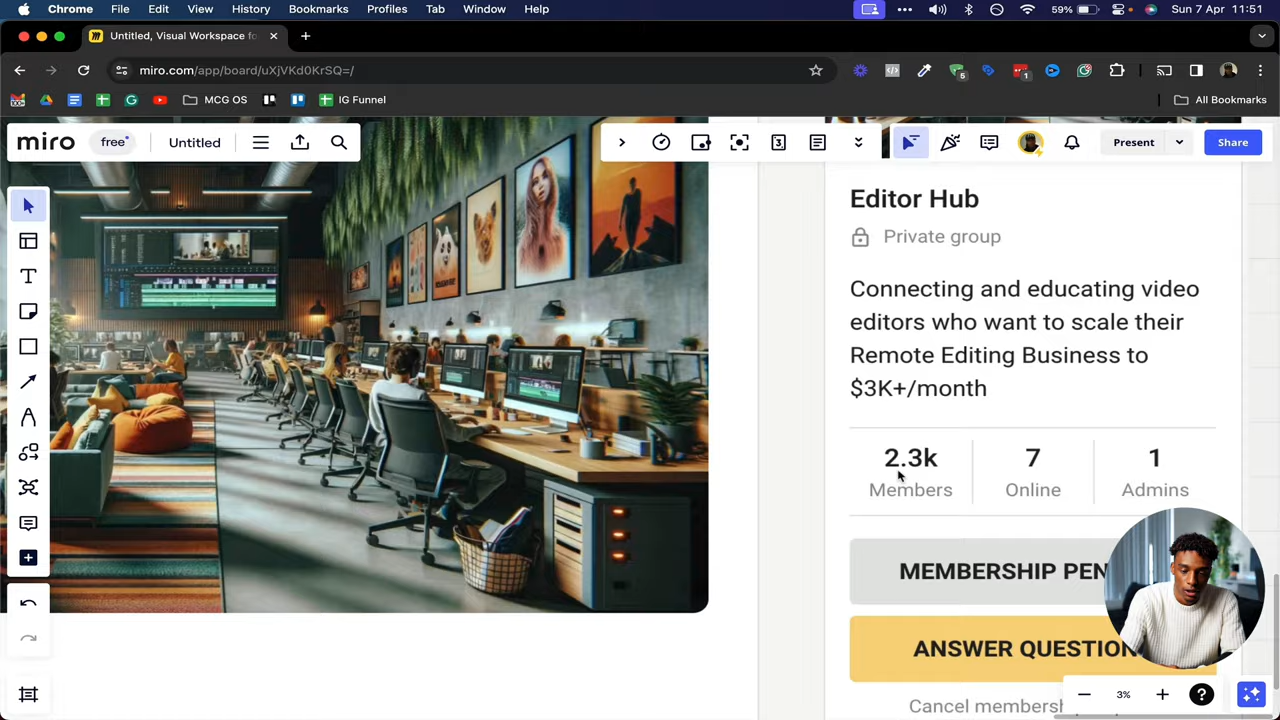 Chrome File Edit View History Bookmarks Profiles Tab Window Help 59% Sun 7 Apr 11:51
Untitled, Visual Workspace fo
miro.com/app/board/uXjVKd0KrSQ=/
5 1
MCG OS IG Funnel All Bookmarks
miro free Untitled 3 Present Share
Editor Hub
Private group
Connecting and educating video
editors who want to scale their
Remote Editing Business to
$3K+/month
2.3k 7 1
Members Online Admins
MEMBERSHIP PEN
ANSWER QUESTION
3% ?
Cancel membersh